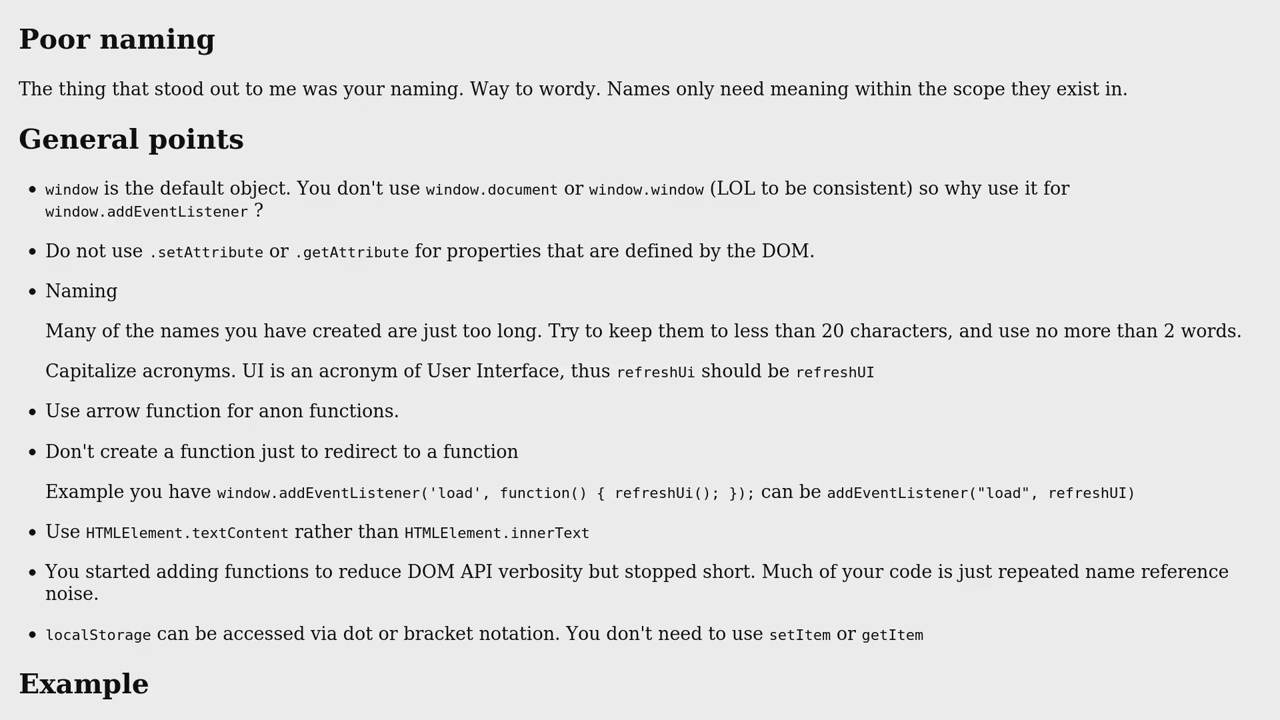 Poor naming
The thing that stood out to me was your naming. Way to wordy. Names only need meaning within the scope they exist in.
General points
• window is the default object. You don't use window.document or window.window (LOL to be consistent) so why use it for
window.addEventListener ?
• Do not use .setAttribute or .getAttribute for properties that are defined by the DOM.
• Naming
Many of the names you have created are just too long. Try to keep them to less than 20 characters, and use no more than 2 words.
Capitalize acronyms. UI is an acronym of User Interface, thus refreshUi should be refreshUI
• Use arrow function for anon functions.
• Don't create a function just to redirect to a function
Example you have window.addEventListener('load', function() { refreshUi(); }); can be addEventListener("load", refreshUI)
• Use HTMLElement.textContent rather than HTMLElement.innerText
• You started adding functions to reduce DOM API verbosity but stopped short. Much of your code is just repeated name reference
noise.
• localStorage can be accessed via dot or bracket notation. You don't need to use setItem or getItem
Example